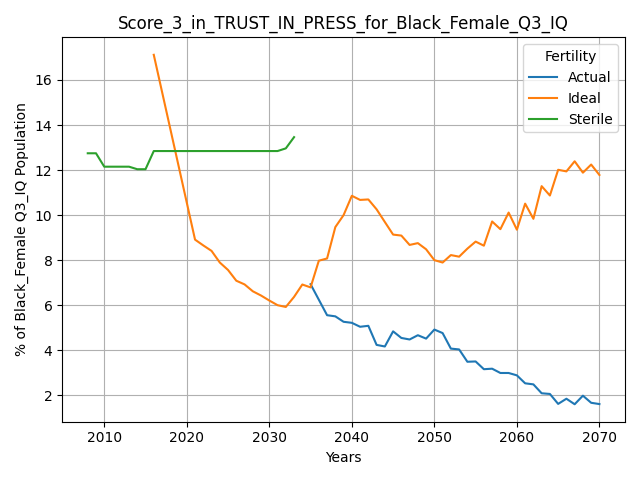 Score_3_in_TRUST_IN_PRESS_for_Black_Female_Q3_IQ
% of Black_Female Q3_IQ Population
16
14
12
10
8
6
4
2
Fertility
Actual
Ideal
Sterile
2010 2020 2030 2040 2050 2060 2070
Years